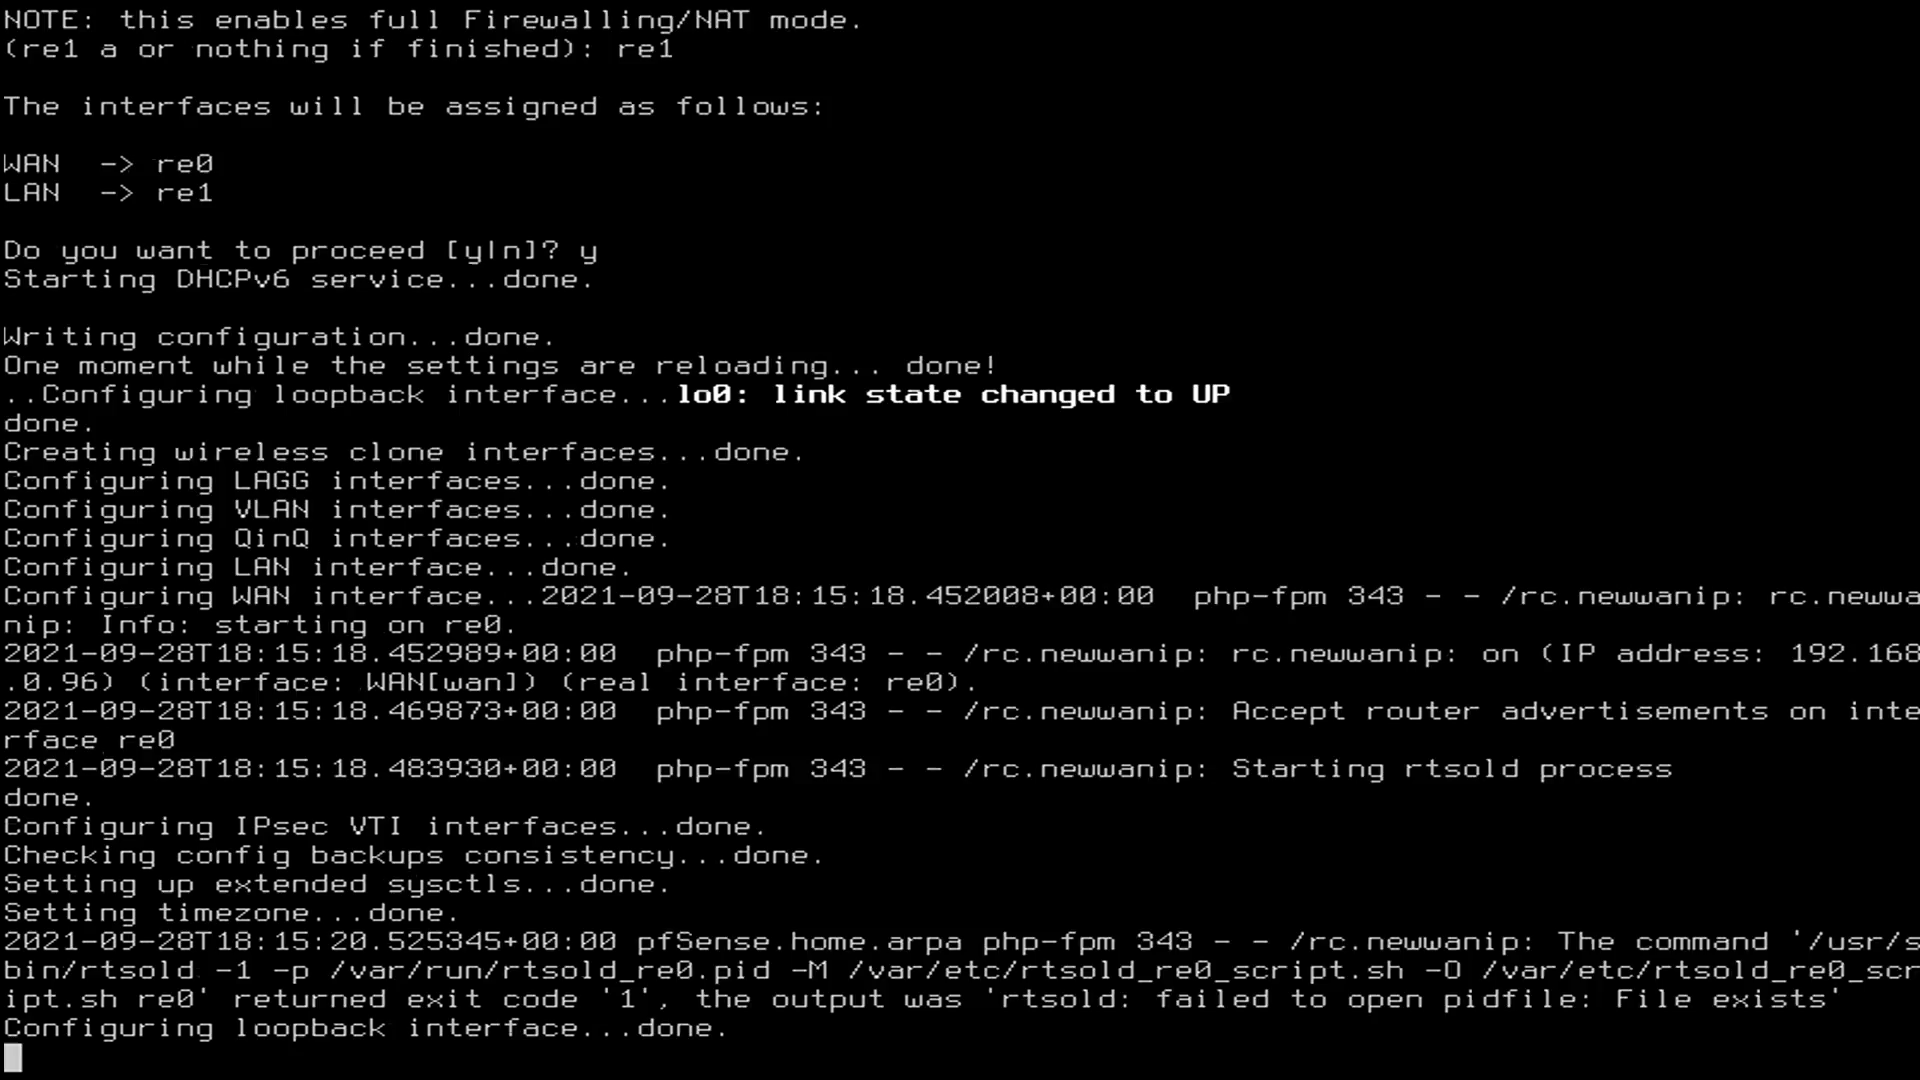 NOTE: this enables full Firewalling/NAT mode.
(re1 a or nothing if finished): re1
The interfaces will be assigned as follows:
WAN  -> re0
LAN  -> re1
Do you want to proceed [y|n]? y
Starting DHCPv6 service...done.
Writing configuration...done.
One moment while the settings are reloading... done!
..Configuring loopback interface...lo0: link state changed to UP
done.
Creating wireless clone interfaces...done.
Configuring LAGG interfaces...done.
Configuring VLAN interfaces...done.
Configuring QinQ interfaces...done.
Configuring LAN interface...done.
Configuring WAN interface...2021-09-28T18:15:18.452008+00:00  php-fpm 343 - - /rc.newwanip: rc.newwa
nip: Info: starting on re0.
2021-09-28T18:15:18.452989+00:00  php-fpm 343 - - /rc.newwanip: rc.newwanip: on (IP address: 192.168
.0.96) (interface: WAN[wan]) (real interface: re0).
2021-09-28T18:15:18.469873+00:00  php-fpm 343 - - /rc.newwanip: Accept router advertisements on inte
rface re0
2021-09-28T18:15:18.483930+00:00  php-fpm 343 - - /rc.newwanip: Starting rtsold process
done.
Configuring IPsec VTI interfaces...done.
Checking config backups consistency...done.
Setting up extended sysctls...done.
Setting timezone...done.
2021-09-28T18:15:20.525345+00:00 pfSense.home.arpa php-fpm 343 - - /rc.newwanip: The command '/usr/s
bin/rtsold -1 -p /var/run/rtsold_re0.pid -M /var/etc/rtsold_re0_script.sh -O /var/etc/rtsold_re0_scr
ipt.sh re0' returned exit code '1', the output was 'rtsold: failed to open pidfile: File exists'
Configuring loopback interface...done.